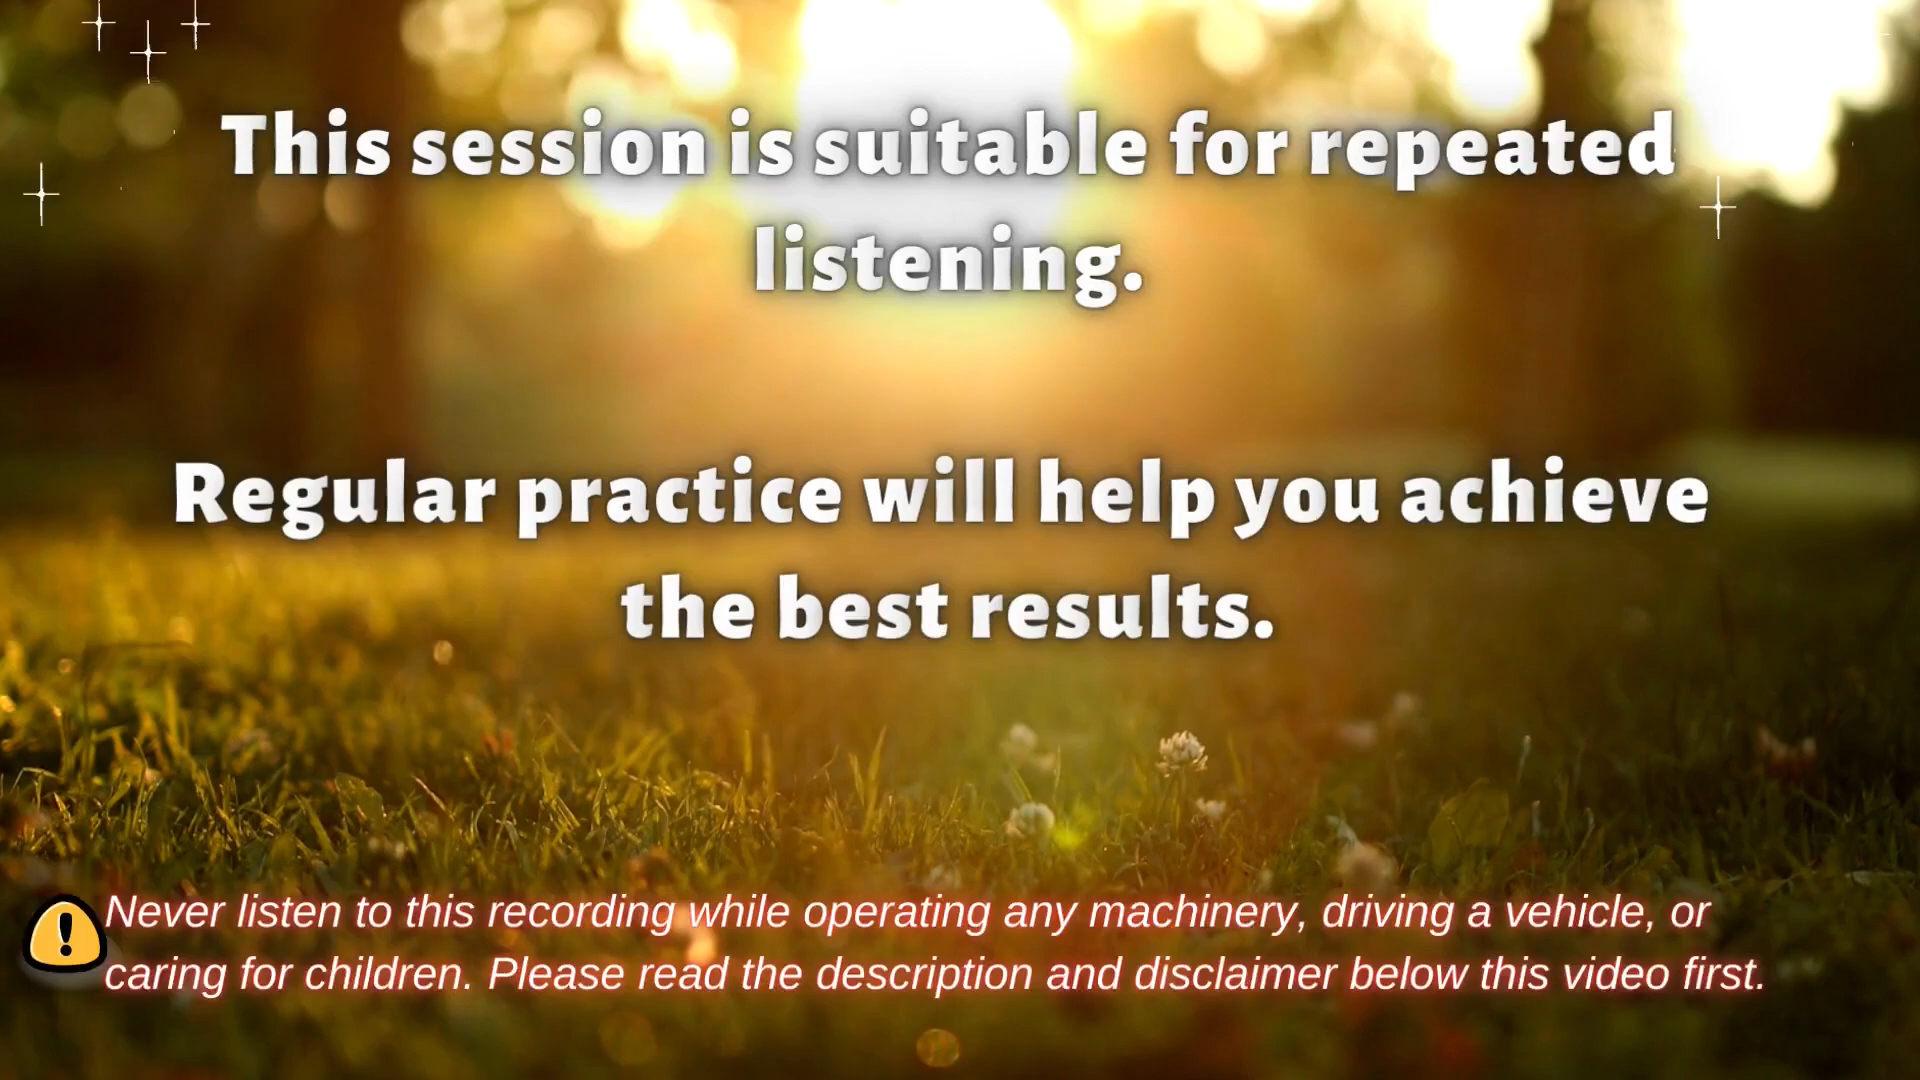 This session is suitable for repeated
listening.
Regular practice will help you achieve
the best results.
Never listen to this recording while operating any machinery, driving a vehicle, or
caring for children. Please read the description and disclaimer below this video first.